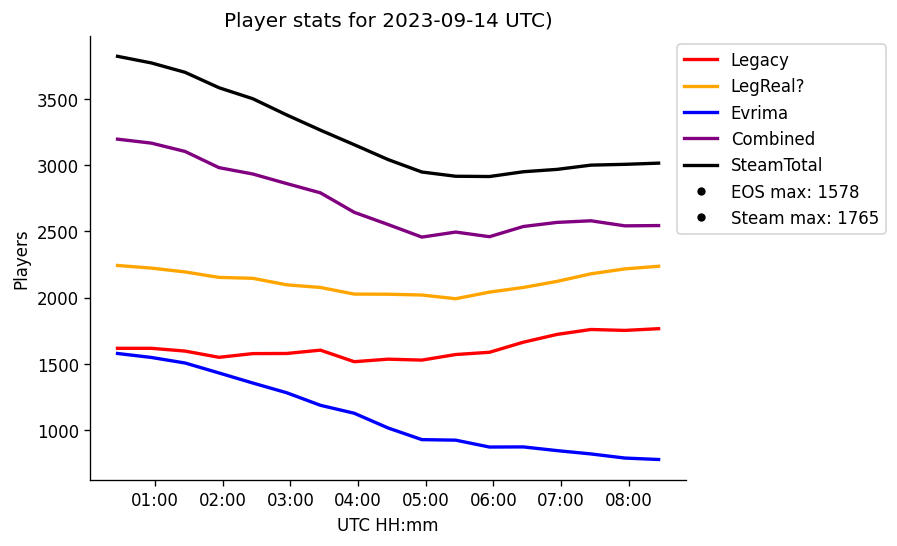 Player stats for 2023-09-14 UTC)
Legacy
LegReal?
Evrima
Combined
SteamTotal
EOS max: 1578
Steam max: 1765
Players
3500
3000
2500
2000
1500
1000
01:00 02:00 03:00 04:00 05:00 06:00 07:00 08:00
UTC HH:mm